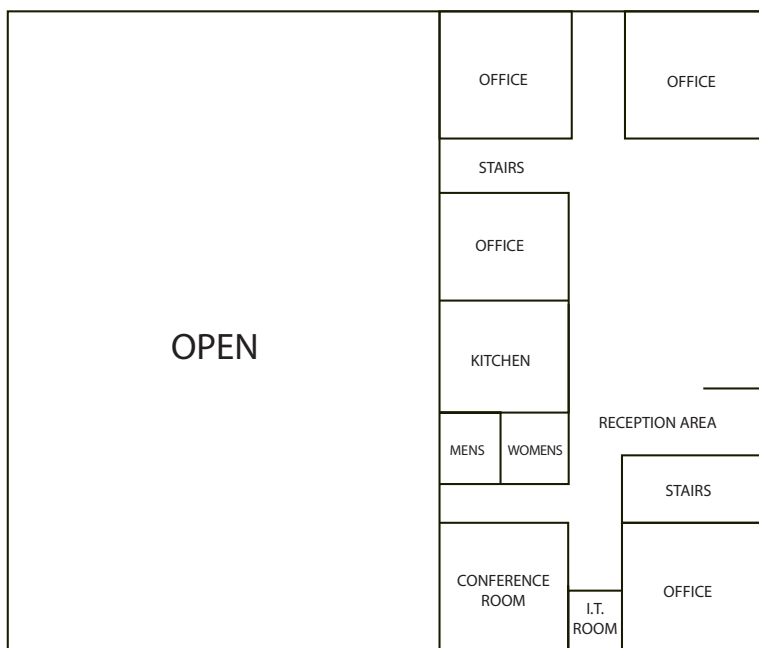 OFFICE
OFFICE
STAIRS
OFFICE
OPEN
KITCHEN
RECEPTION AREA
MENS
WOMENS
STAIRS
CONFERENCE
ROOM
OFFICE
I.T.
ROOM